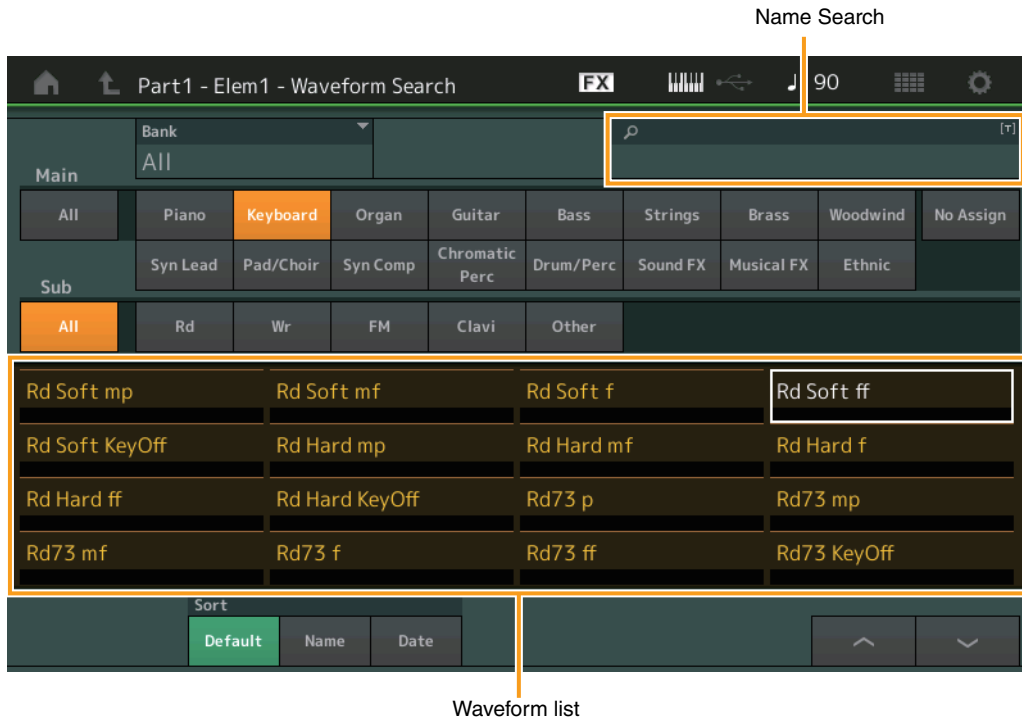 Name Search
Part1 - Elem1 - Waveform Search FX ♩ 90
Bank
[T]
All
Main
All Piano Keyboard Organ Guitar Bass Strings Brass Woodwind No Assign
Syn Lead Pad/Choir Syn Comp Chromatic Perc Drum/Perc Sound FX Musical FX Ethnic
Sub
All Rd Wr FM Clavi Other
Rd Soft mp Rd Soft mf Rd Soft f Rd Soft ff
Rd Soft KeyOff Rd Hard mp Rd Hard mf Rd Hard f
Rd Hard ff Rd Hard KeyOff Rd73 p Rd73 mp
Rd73 mf Rd73 f Rd73 ff Rd73 KeyOff
Sort
Default Name Date
Waveform list